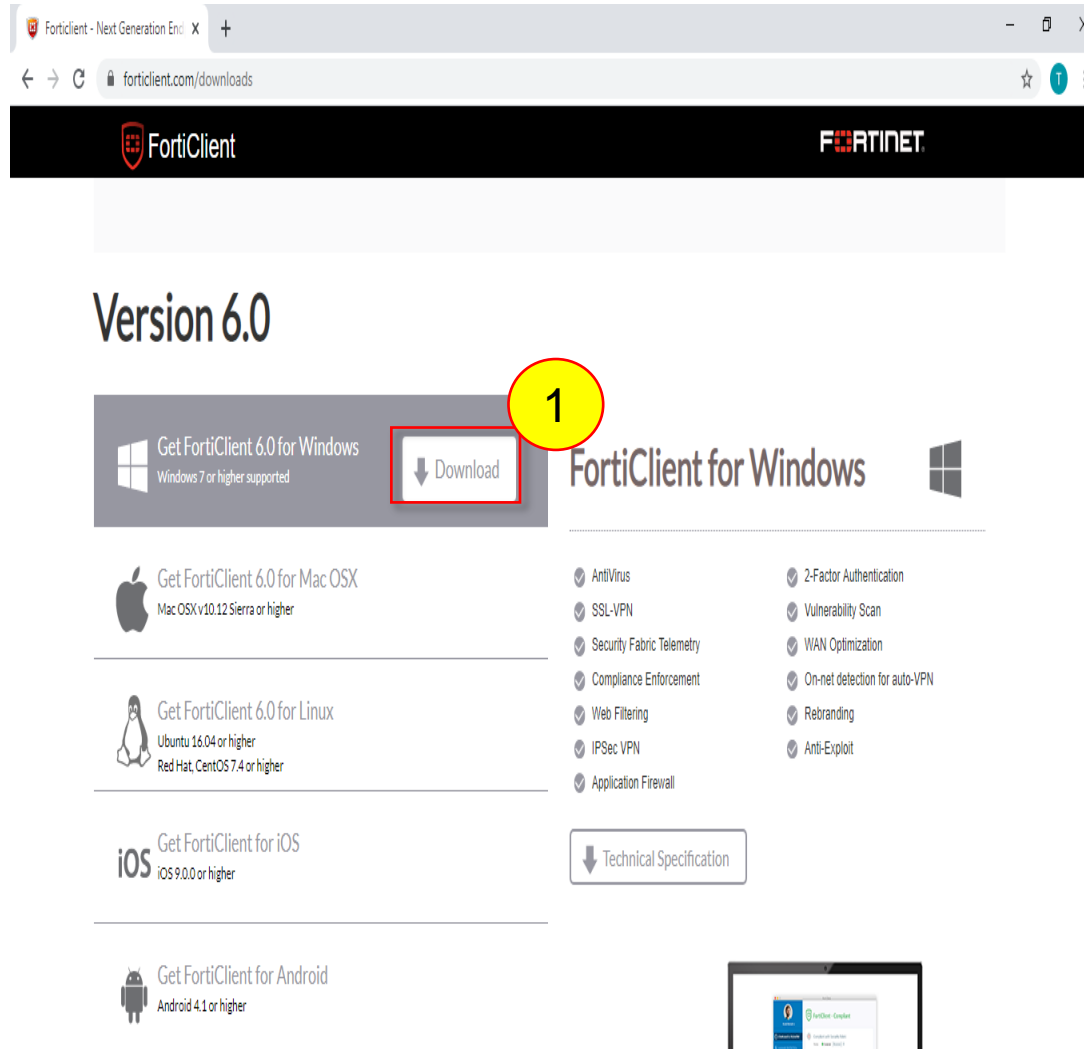 Forticlient - Next Generation End
forticlient.com/downloads
T
FortiClient
FORTINET
Version 6.0
1
Get FortiClient 6.0 for Windows
Windows 7 or higher supported
Download
FortiClient for Windows
Get FortiClient 6.0 for Mac OSX
Mac OSX v10.12 Sierra or higher
Get FortiClient 6.0 for Linux
Ubuntu 16.04 or higher
Red Hat, CentOS 7.4 or higher
Get FortiClient for iOS
iOS
iOS 9.0.0 or higher
Get FortiClient for Android
Android 4.1 or higher
AntiVirus
SSL-VPN
Security Fabric Telemetry
Compliance Enforcement
Web Filtering
IPSec VPN
Application Firewall
2-Factor Authentication
Vulnerability Scan
WAN Optimization
On-net detection for auto-VPN
Rebranding
Anti-Exploit
Technical Specification
FortiClient - Compliant